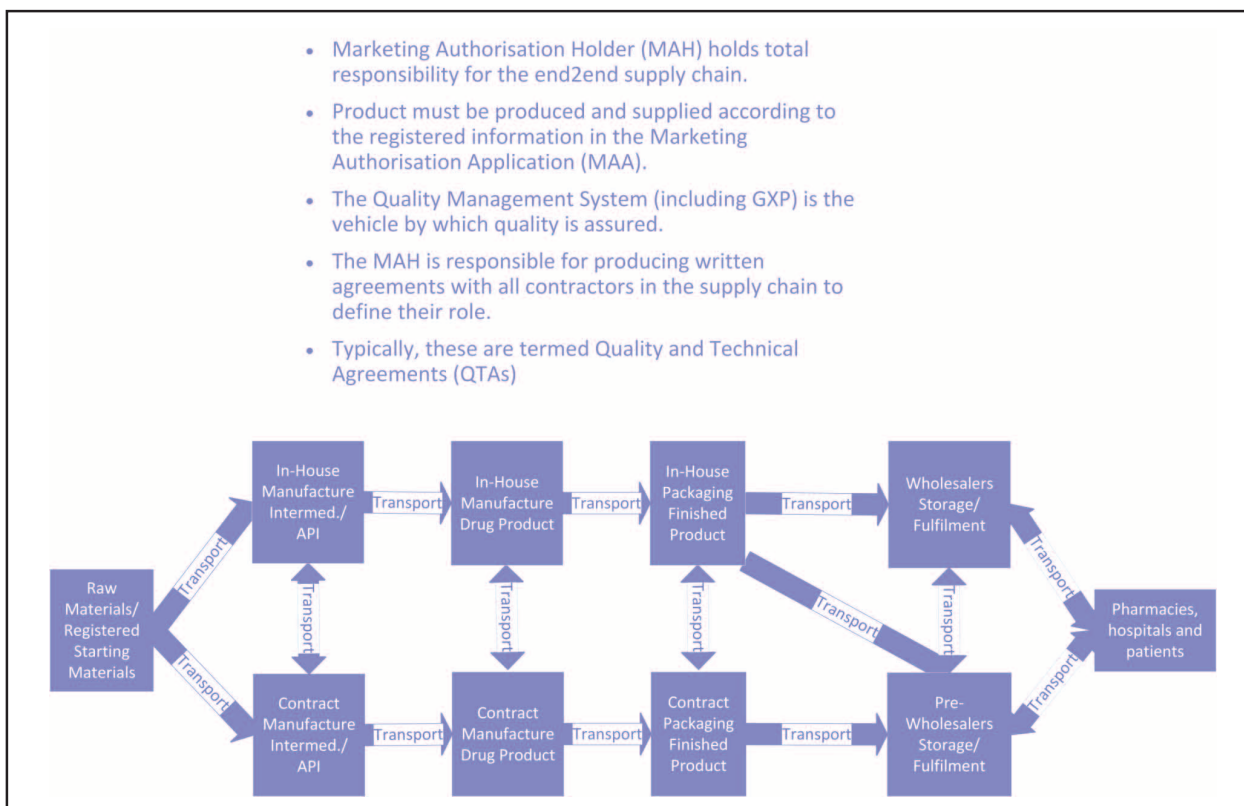 • Marketing Authorisation Holder (MAH) holds total
responsibility for the end2end supply chain.
• Product must be produced and supplied according to
the registered information in the Marketing
Authorisation Application (MAA).
• The Quality Management System (including GXP) is the
vehicle by which quality is assured.
• The MAH is responsible for producing written
agreements with all contractors in the supply chain to
define their role.
• Typically, these are termed Quality and Technical
Agreements (QTAs)
Raw
Materials/
Registered
Starting
Materials
Transport
Transport
In-House
Manufacture
Intermed./
API
Transport
In-House
Manufacture
Drug Product
Transport
In-House
Packaging
Finished
Product
Transport
Wholesalers
Storage/
Fulfilment
Transport
Transport
Transport
Transport
Transport
Transport
Contract
Manufacture
Intermed./
API
Transport
Contract
Manufacture
Drug Product
Transport
Contract
Packaging
Finished
Product
Transport
Pre-
Wholesalers
Storage/
Fulfilment
Transport
Pharmacies,
hospitals and
patients